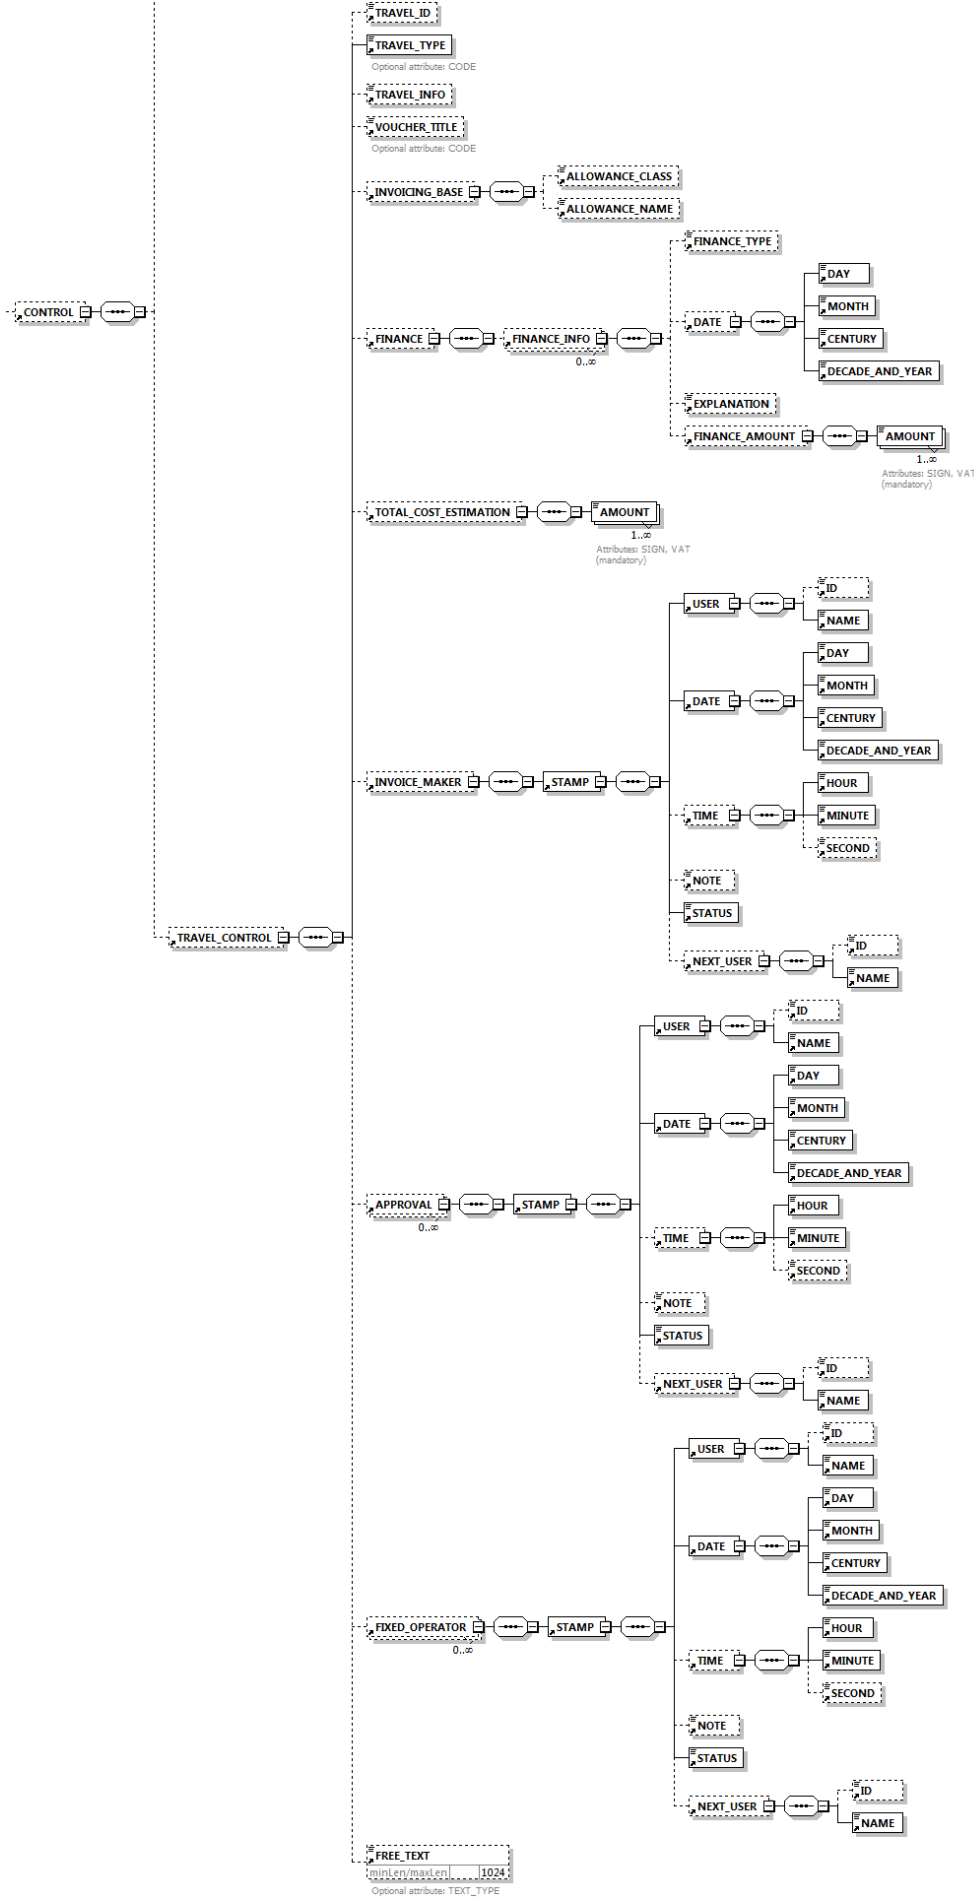 TRAVEL_ID
TRAVEL_TYPE
Optional attribute: CODE
TRAVEL_INFO
VOUCHER_TITLE
Optional attribute: CODE
ALLOWANCE_CLASS
INVOICING_BASE
ALLOWANCE_NAME
FINANCE_TYPE
DAY
MONTH
CONTROL
DATE
FINANCE
FINANCE_INFO
CENTURY
0..∞
DECADE_AND_YEAR
EXPLANATION
FINANCE_AMOUNT
AMOUNT
1..∞
Attributes: SIGN, VAT
(mandatory)
TOTAL_COST_ESTIMATION
AMOUNT
1..∞
Attributes: SIGN, VAT
(mandatory)
ID
USER
NAME
DAY
MONTH
DATE
CENTURY
DECADE_AND_YEAR
INVOICE_MAKER
STAMP
HOUR
TIME
MINUTE
SECOND
NOTE
STATUS
TRAVEL_CONTROL
ID
NEXT_USER
NAME
ID
USER
NAME
DAY
MONTH
DATE
CENTURY
DECADE_AND_YEAR
APPROVAL
0..∞
STAMP
HOUR
TIME
MINUTE
SECOND
NOTE
STATUS
ID
NEXT_USER
NAME
ID
USER
NAME
DAY
MONTH
DATE
CENTURY
DECADE_AND_YEAR
FIXED_OPERATOR
0..∞
STAMP
HOUR
TIME
MINUTE
SECOND
NOTE
STATUS
ID
NEXT_USER
NAME
FREE_TEXT
minLen/maxLen 1024
Optional attribute: TEXT_TYPE